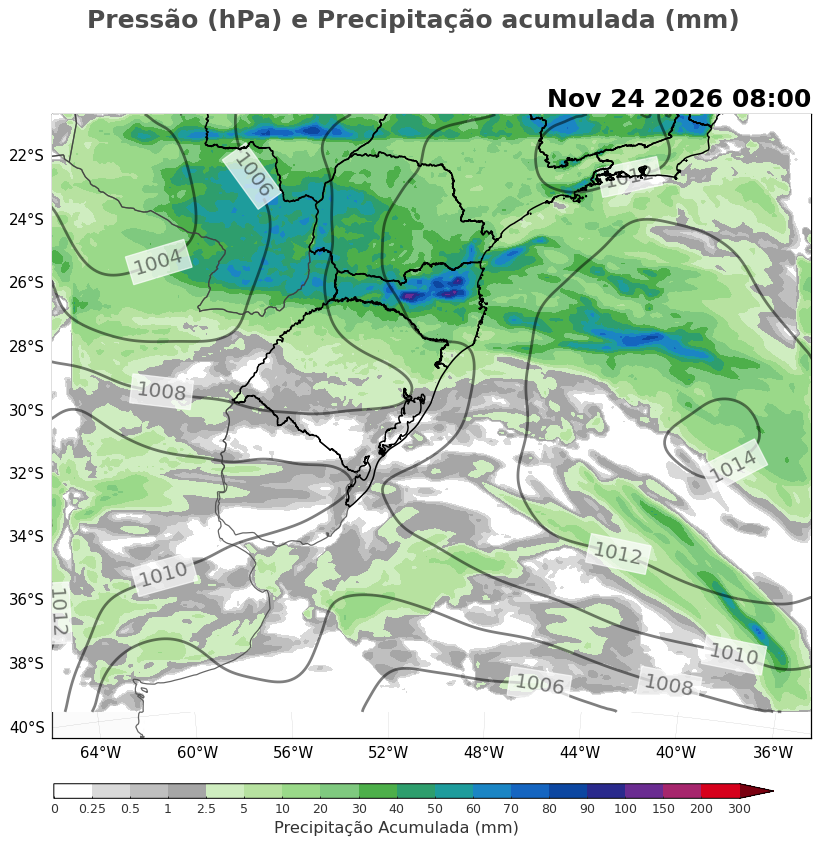 Pressão (hPa) e Precipitação acumulada (mm)
Nov 24 2026 08:00
22°S
24°S
26°S
28°S
30°S
32°S
34°S
36°S
38°S
40°S
1006
1012
1004
1008
1014
1012
1010
1012
1010
1006
1008
64°W 60°W 56°W 52°W 48°W 44°W 40°W 36°W
0 0.25 0.5 1 2.5 5 10 20 30 40 50 60 70 80 90 100 150 200 300
Precipitação Acumulada (mm)